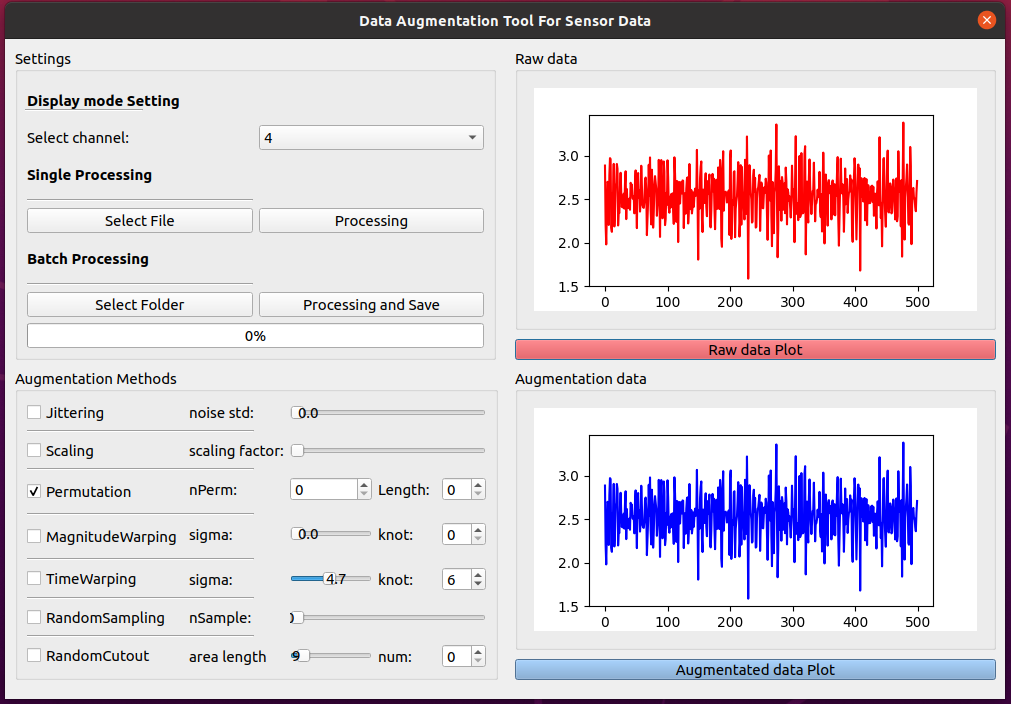 Data Augmentation Tool For Sensor Data
Settings
Display mode Setting
Select channel: 4
Single Processing
Select File Processing
Batch Processing
Select Folder Processing and Save
0%
Raw data
3.0
2.5
2.0
1.5
0 100 200 300 400 500
Raw data Plot
Augmentation Methods
Jittering noise std: 0.0
Scaling scaling factor:
Permutation nPerm: 0 Length: 0
MagnitudeWarping sigma: 0.0 knot: 0
TimeWarping sigma: 4.7 knot: 6
RandomSampling nSample: 0
RandomCutout area length 9 num: 0
Augmentation data
3.0
2.5
2.0
1.5
0 100 200 300 400 500
Augmentated data Plot